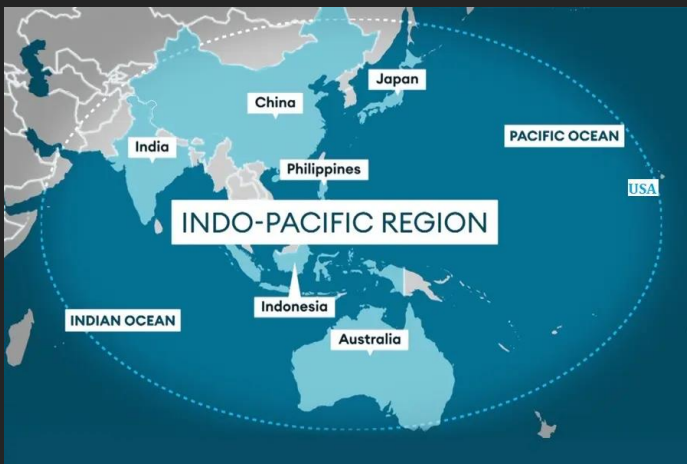 Japan
China
PACIFIC OCEAN
India
Philippines
USA
INDO-PACIFIC REGION
Indonesia
INDIAN OCEAN
Australia